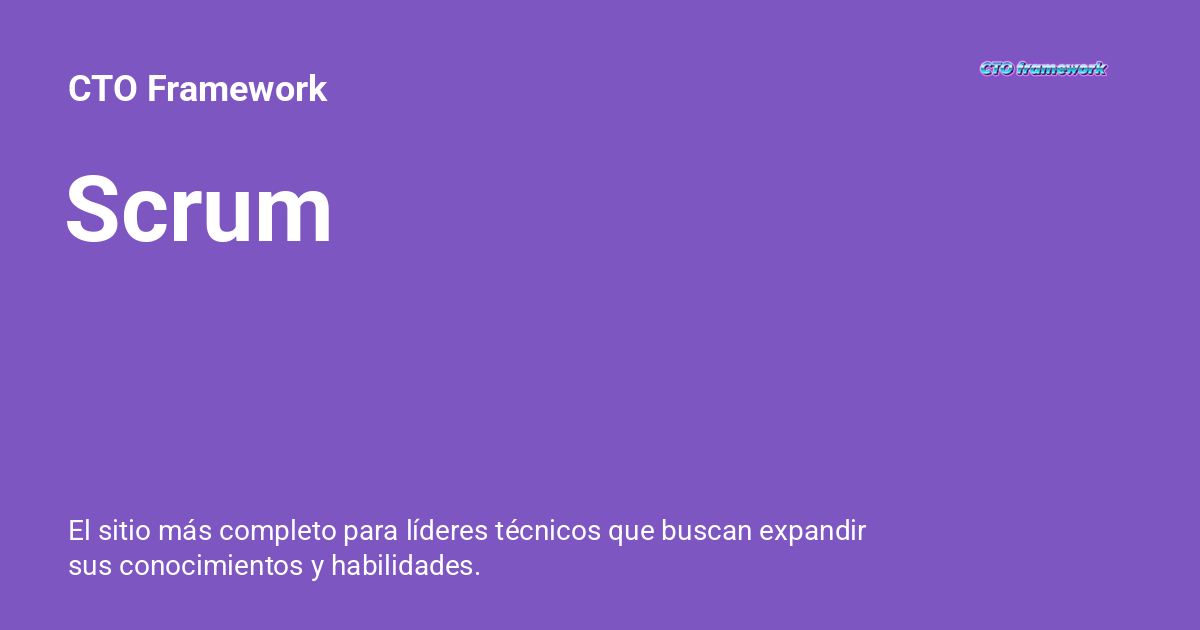 CTO Framework
CTO framework
Scrum
El sitio más completo para líderes técnicos que buscan expandir
sus conocimientos y habilidades.